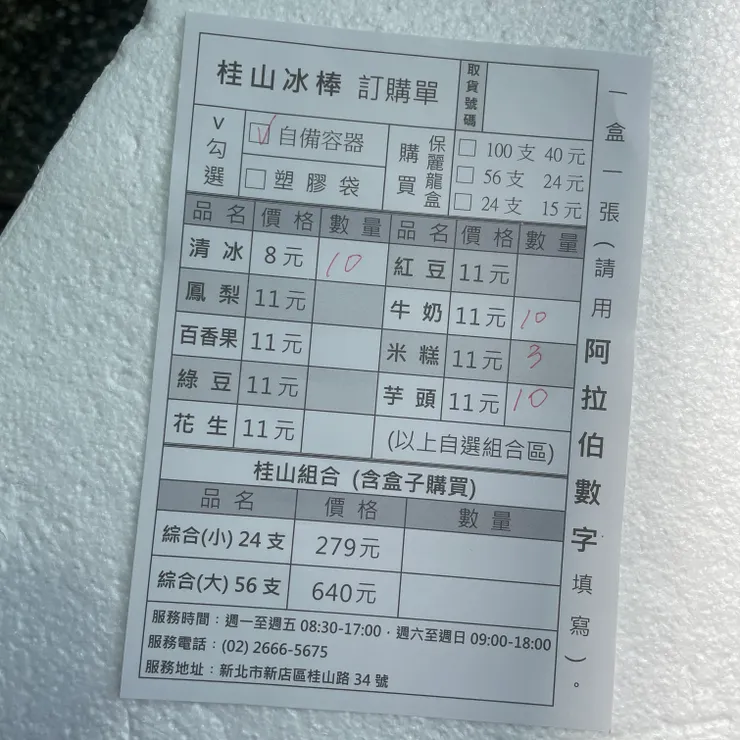 桂山冰棒 訂購單 取貨號碼
V勾選 ☑ 自備容器
☐ 塑膠袋
購買 保麗龍盒
☐ 100支 40元
☐ 56支 24元
☐ 24支 15元
品名 價格 數量 品名 價格 數量
清冰 8元 10 紅豆 11元
鳳梨 11元 牛奶 11元 10
百香果 11元 米糕 11元 3
綠豆 11元 芋頭 11元 10
花生 11元 (以上自選組合區)
桂山組合 (含盒子購買)
品名 價格 數量
綜合(小) 24支 279元
綜合(大) 56支 640元
服務時間：週一至週五 08:30-17:00，週六至週日 09:00-18:00
服務電話：(02) 2666-5675
服務地址：新北市新店區桂山路 34 號
一盒一張(請用阿拉伯數字填寫)。